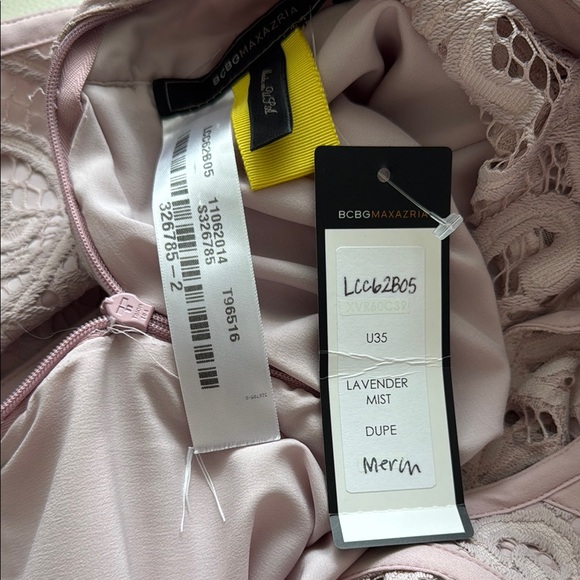 BCBGMAXAZRIA
LCC62B05
11062014
S326785
326785-2
T96516
BCBGMAXAZRIA
LCC62B05
U35
LAVENDER
MIST
DUPE
Merch